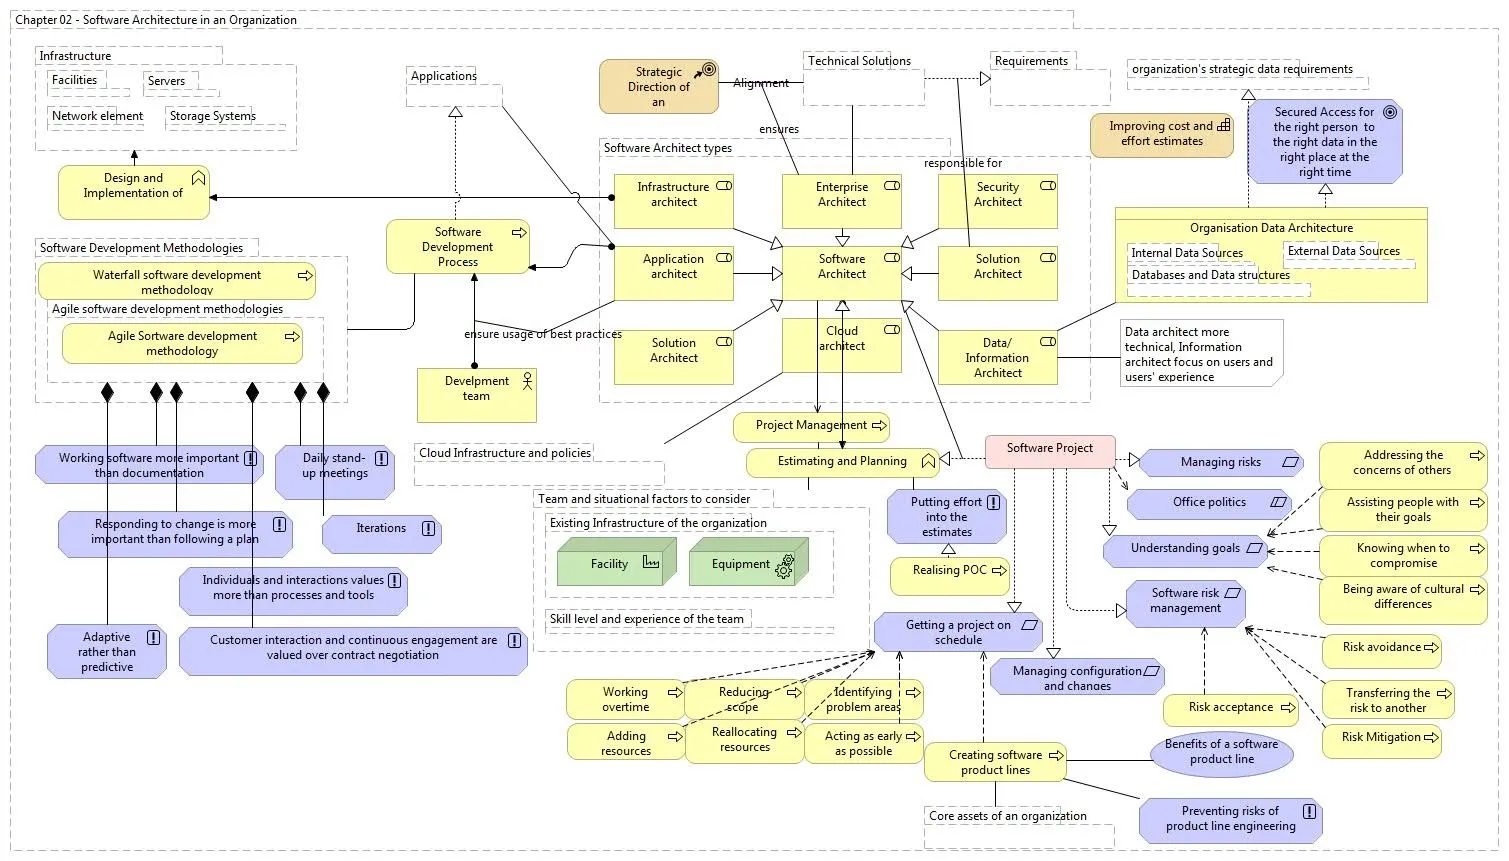 Chapter 02 - Software Architecture in an Organization
Infrastructure
Facilities
Servers
Network element
Storage Systems
Design and
Implementation of
Applications
Strategic
Direction of
an
Alignment
Technical Solutions
Requirements
organization's strategic data requirements
Improving cost and
effort estimates
Secured Access for
the right person to
the right data in the
right place at the
right time
ensures
Software Architect types
responsible for
Infrastructure
architect
Enterprise
Architect
Security
Architect
Application
architect
Software
Architect
Solution
Architect
Solution
Architect
Cloud
architect
Data/
Information
Architect
Organisation Data Architecture
Internal Data Sources
External Data Sources
Databases and Data structures
Data architect more
technical, Information
architect focus on users and
users' experience
Software
Development
Process
Software Development Methodologies
Waterfall software development
methodology
Agile software development methodologies
Agile Sortware development
methodology
ensure usage of best practices
Develpment
team
Project Management
Estimating and Planning
Cloud Infrastructure and policies
Working software more important
than documentation
Daily stand-
up meetings
Responding to change is more
important than following a plan
Iterations
Individuals and interactions values
more than processes and tools
Adaptive
rather than
predictive
Customer interaction and continuous engagement are
valued over contract negotiation
Team and situational factors to consider
Existing Infrastructure of the organization
Facility
Equipment
Skill level and experience of the team
Putting effort
into the
estimates
Realising POC
Software Project
Managing risks
Office politics
Understanding goals
Software risk
management
Addressing the
concerns of others
Assisting people with
their goals
Knowing when to
compromise
Being aware of cultural
differences
Getting a project on
schedule
Managing configuration
and changes
Risk avoidance
Transferring the
risk to another
Risk acceptance
Risk Mitigation
Working
overtime
Reducing
scope
Identifying
problem areas
Adding
resources
Reallocating
resources
Acting as early
as possible
Creating software
product lines
Benefits of a software
product line
Core assets of an organization
Preventing risks of
product line engineering